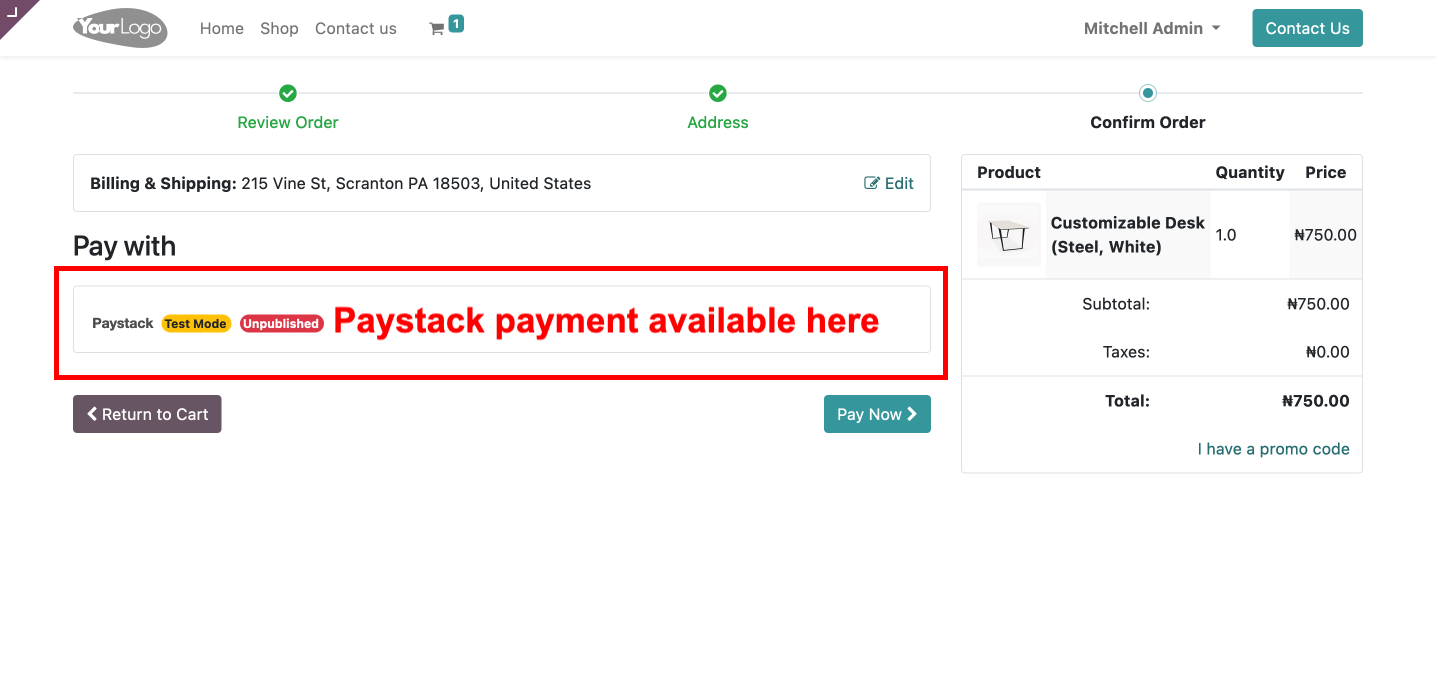 YourLogo
Home Shop Contact us 1
Mitchell Admin
Contact Us
Review Order
Address
Confirm Order
Billing & Shipping: 215 Vine St, Scranton PA 18503, United States
Edit
Pay with
Paystack Test Mode Unpublished Paystack payment available here
Return to Cart
Pay Now
Product Quantity Price
Customizable Desk
(Steel, White)
1.0
₦750.00
Subtotal: ₦750.00
Taxes: ₦0.00
Total: ₦750.00
I have a promo code